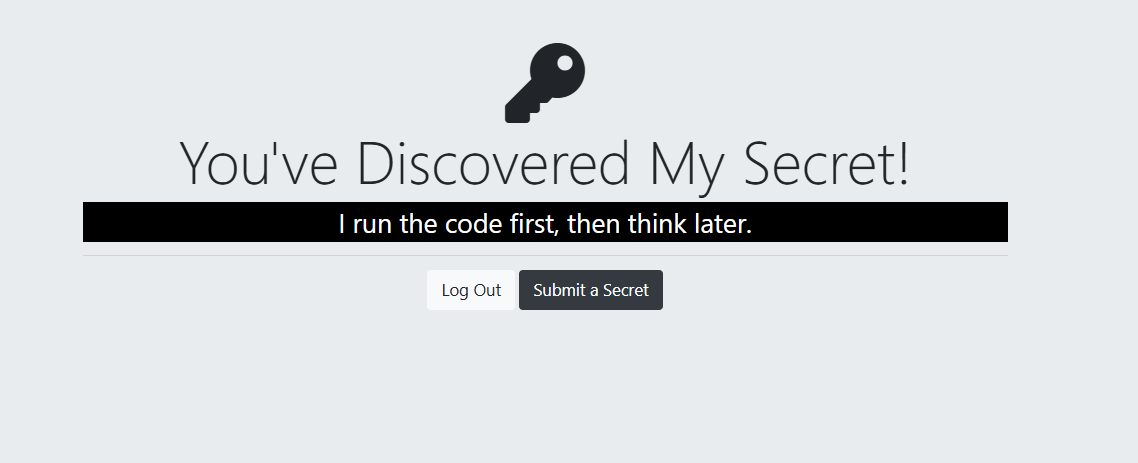 You've Discovered My Secret!
I run the code first, then think later.
Log Out Submit a Secret